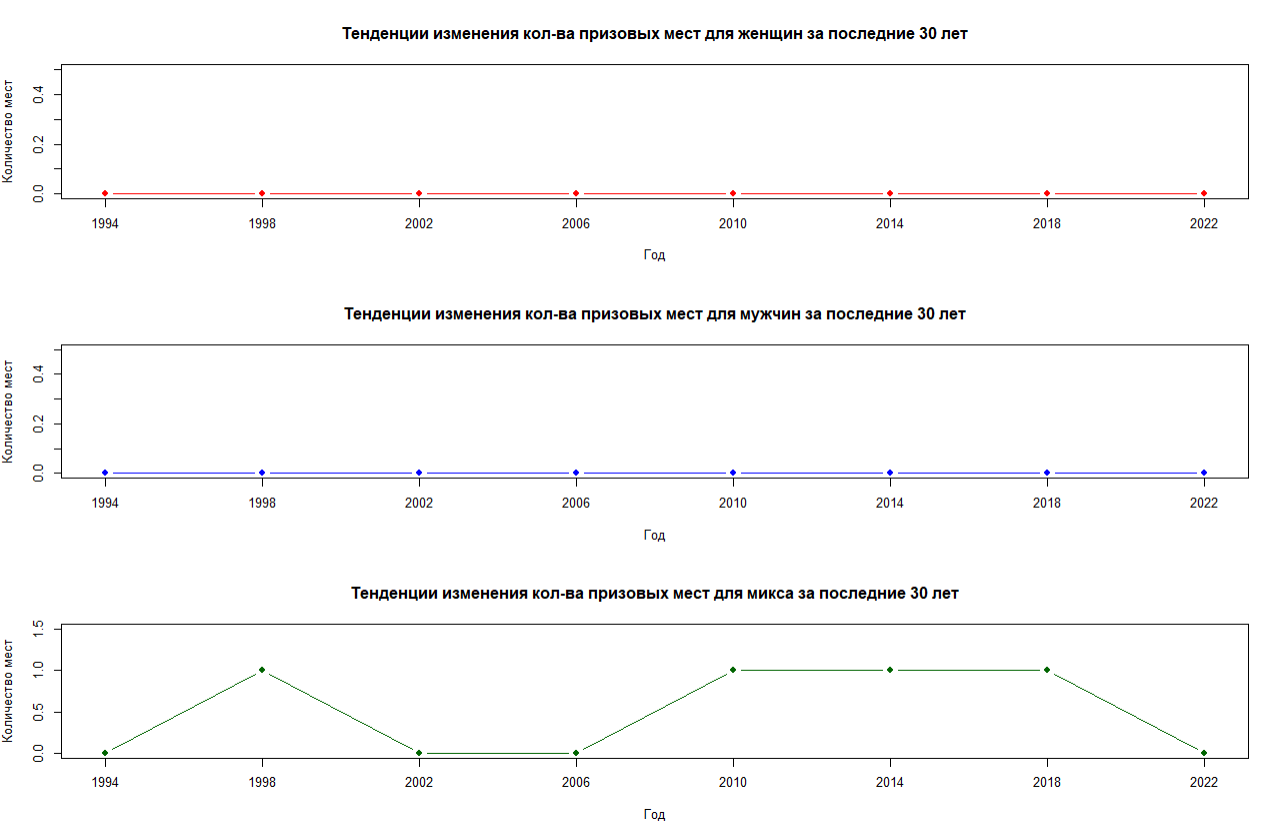 Тенденции изменения кол-ва призовых мест для женщин за последние 30 лет
Количество мест
0.4
0.2
0.0
1994 1998 2002 2006 2010 2014 2018 2022
Год
Тенденции изменения кол-ва призовых мест для мужчин за последние 30 лет
Количество мест
0.4
0.2
0.0
1994 1998 2002 2006 2010 2014 2018 2022
Год
Тенденции изменения кол-ва призовых мест для микса за последние 30 лет
Количество мест
1.5
1.0
0.5
0.0
1994 1998 2002 2006 2010 2014 2018 2022
Год